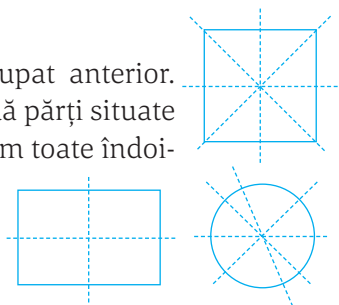 upat anterior.
ă părți situate
m toate îndoi-